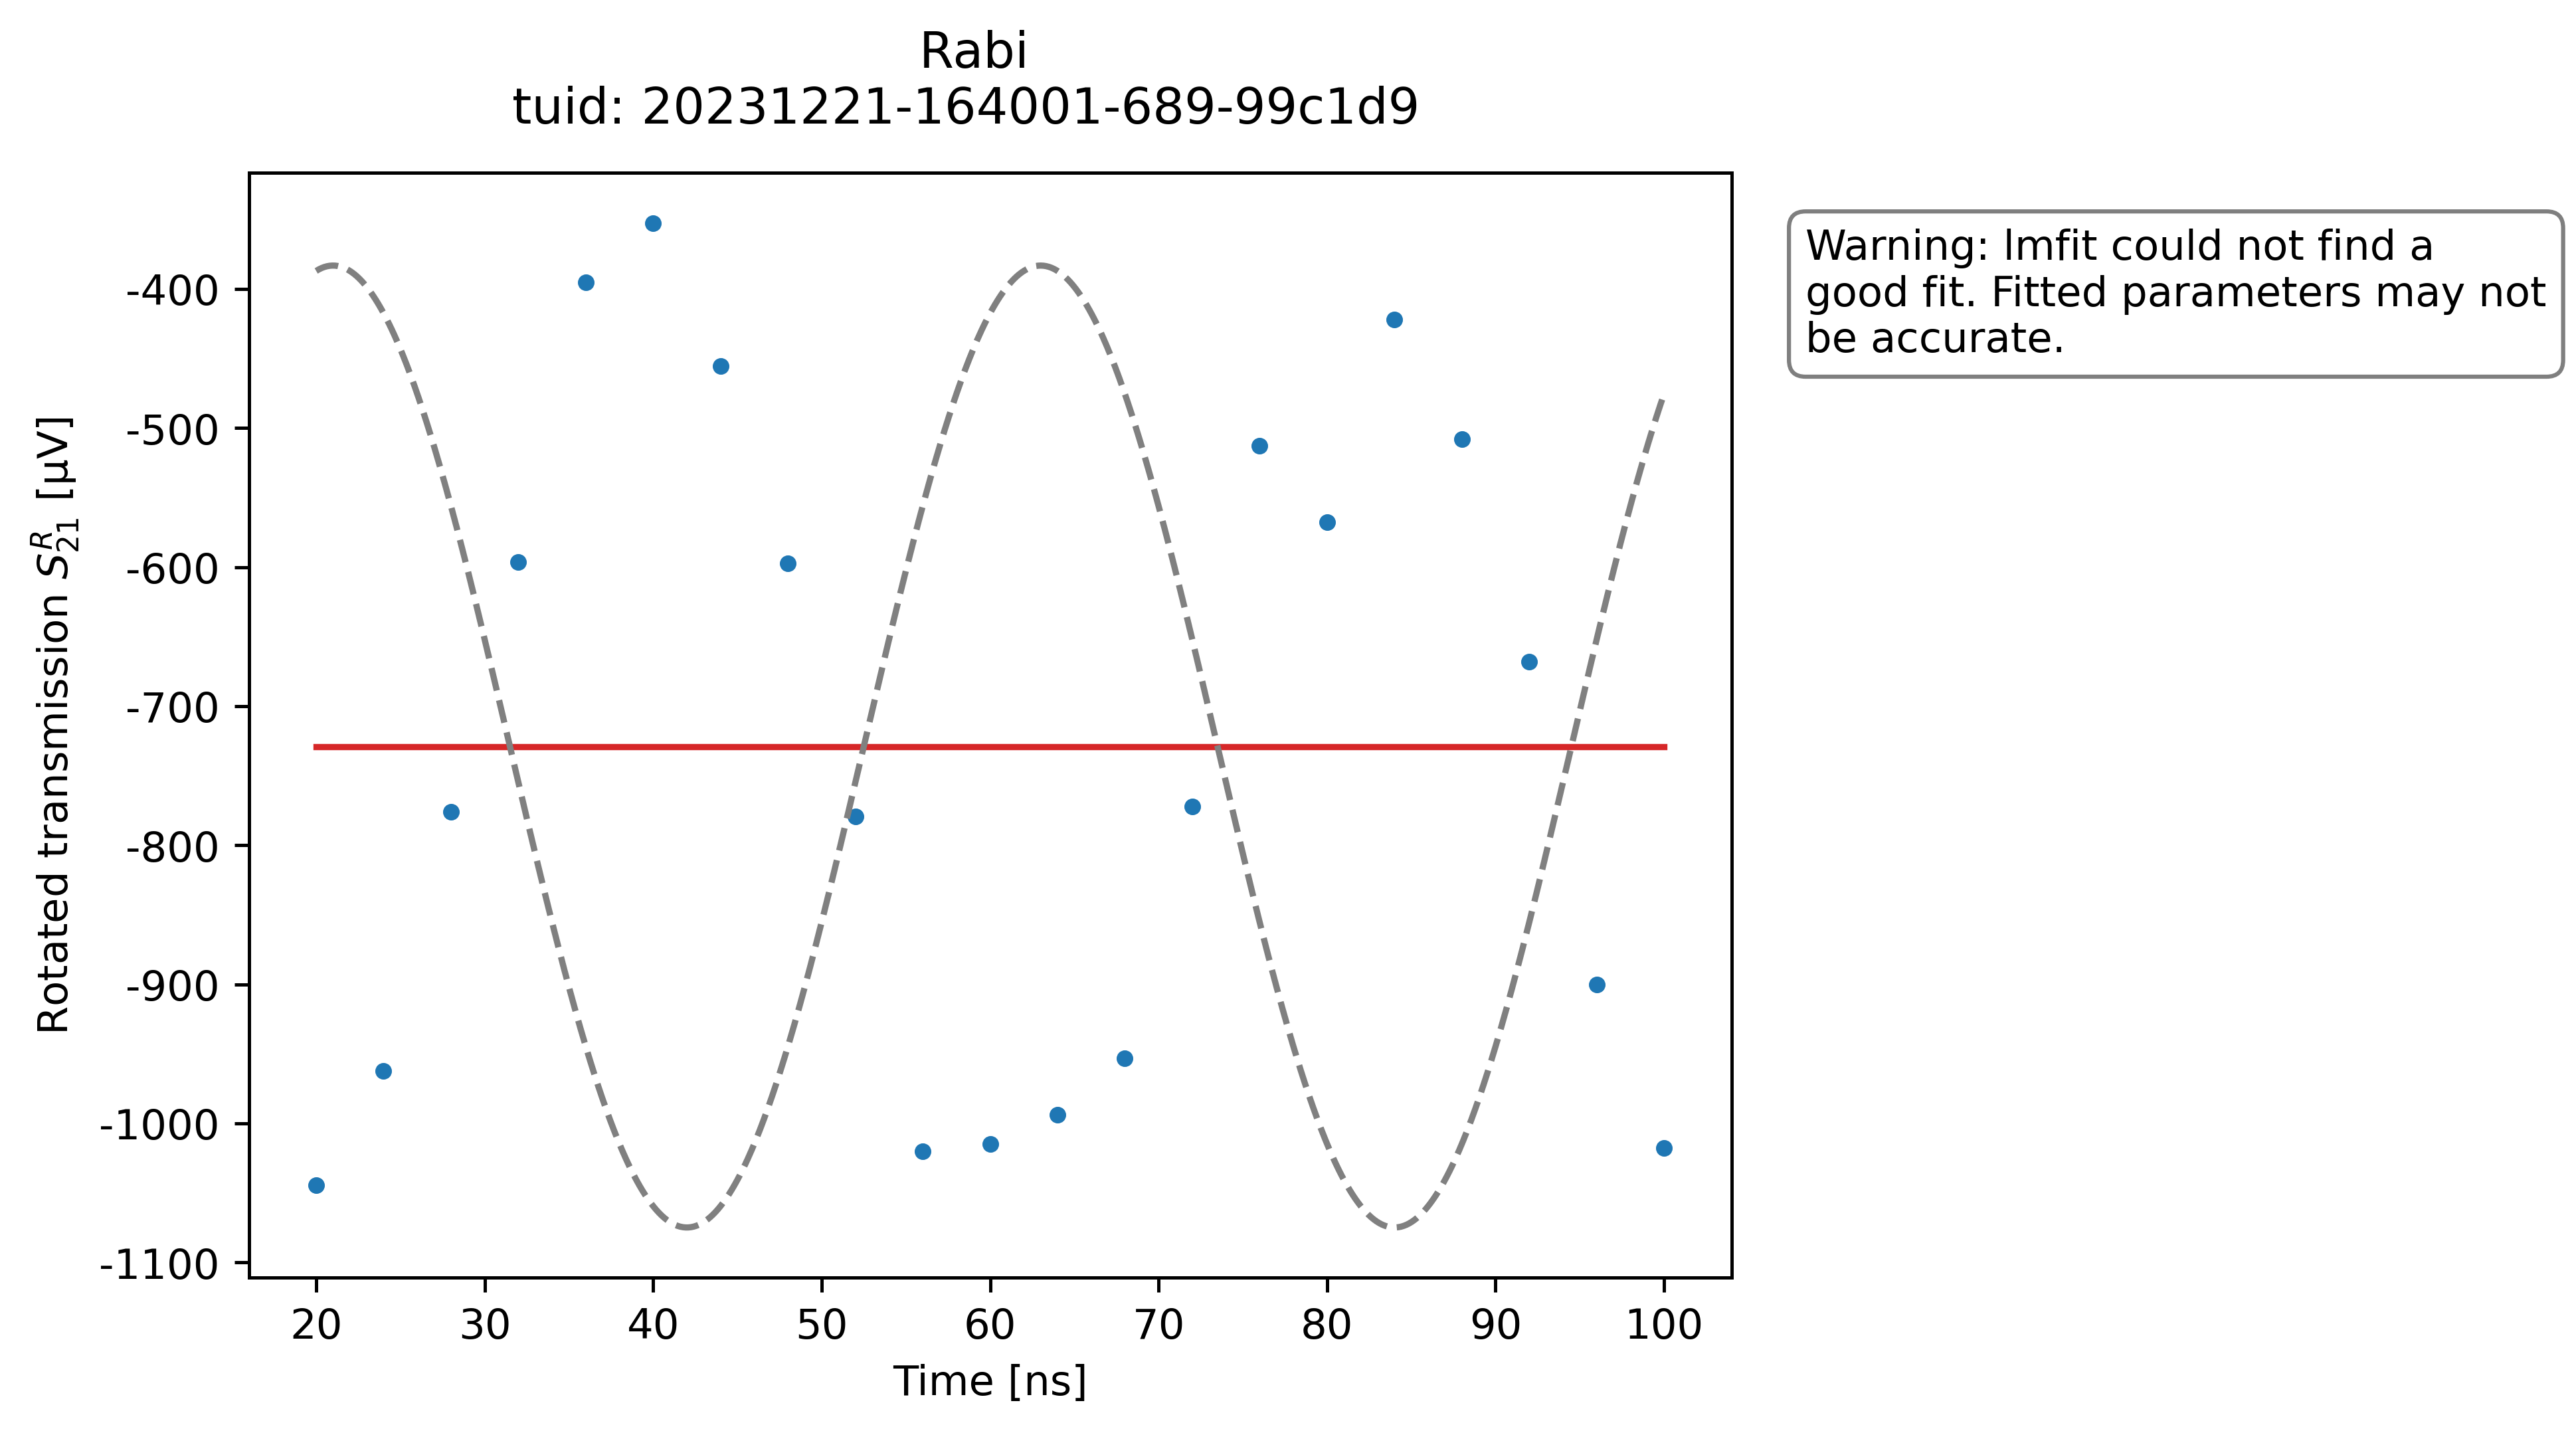 Rabi
tuid: 20231221-164001-689-99c1d9
Warning: lmfit could not find a
good fit. Fitted parameters may not
be accurate.
Rotated transmission $S_{21}^{R}$ [µV]
-400
-500
-600
-700
-800
-900
-1000
-1100
20 30 40 50 60 70 80 90 100
Time [ns]